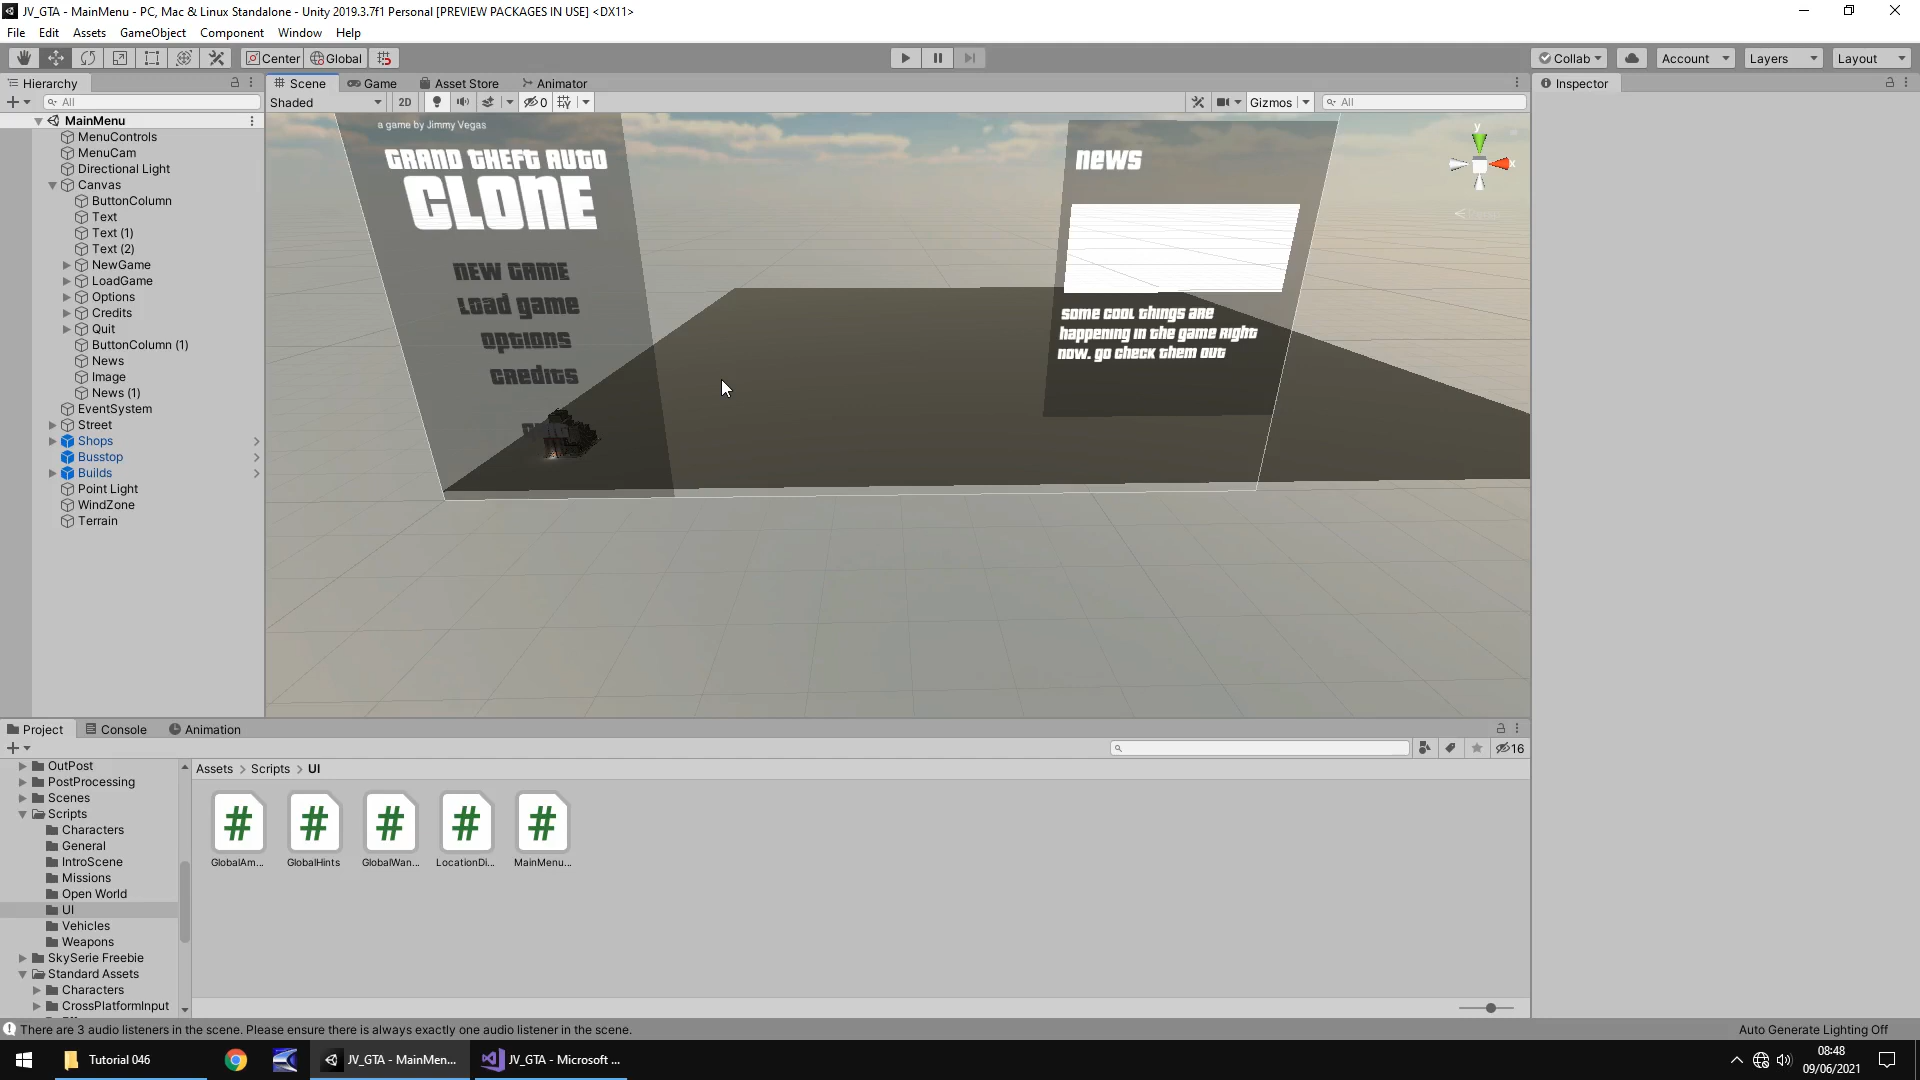 JV_GTA - MainMenu - PC, Mac & Linux Standalone - Unity 2019.3.7f1 Personal [PREVIEW PACKAGES IN USE] <DX11>
File Edit Assets GameObject Component Window Help
Center Global Collab Account Layers Layout
Hierarchy
All
MainMenu
MenuControls
MenuCam
Directional Light
Canvas
ButtonColumn
Text
Text (1)
Text (2)
NewGame
LoadGame
Options
Credits
Quit
ButtonColumn (1)
News
Image
News (1)
EventSystem
Street
Shops
Busstop
Builds
Point Light
WindZone
Terrain
Scene Game Asset Store Animator
Shaded 2D 0 Gizmos All
a game by Jimmy Vegas
GRAND THEFT AUTO
CLONE
NEW GAME
Load game
options
credits
news
some cool things are
happening in the game right
now. go check them out
y
x
Inspector
Project Console Animation
16
OutPost
PostProcessing
Scenes
Scripts
Characters
General
IntroScene
Missions
Open World
UI
Vehicles
Weapons
SkySerie Freebie
Standard Assets
Characters
CrossPlatformInput
Assets > Scripts > UI
GlobalAm... GlobalHints GlobalWan... LocationDi... MainMenu...
There are 3 audio listeners in the scene. Please ensure there is always exactly one audio listener in the scene.
Auto Generate Lighting Off
Tutorial 046
JV_GTA - MainMen...
JV_GTA - Microsoft ...
08:48
09/06/2021